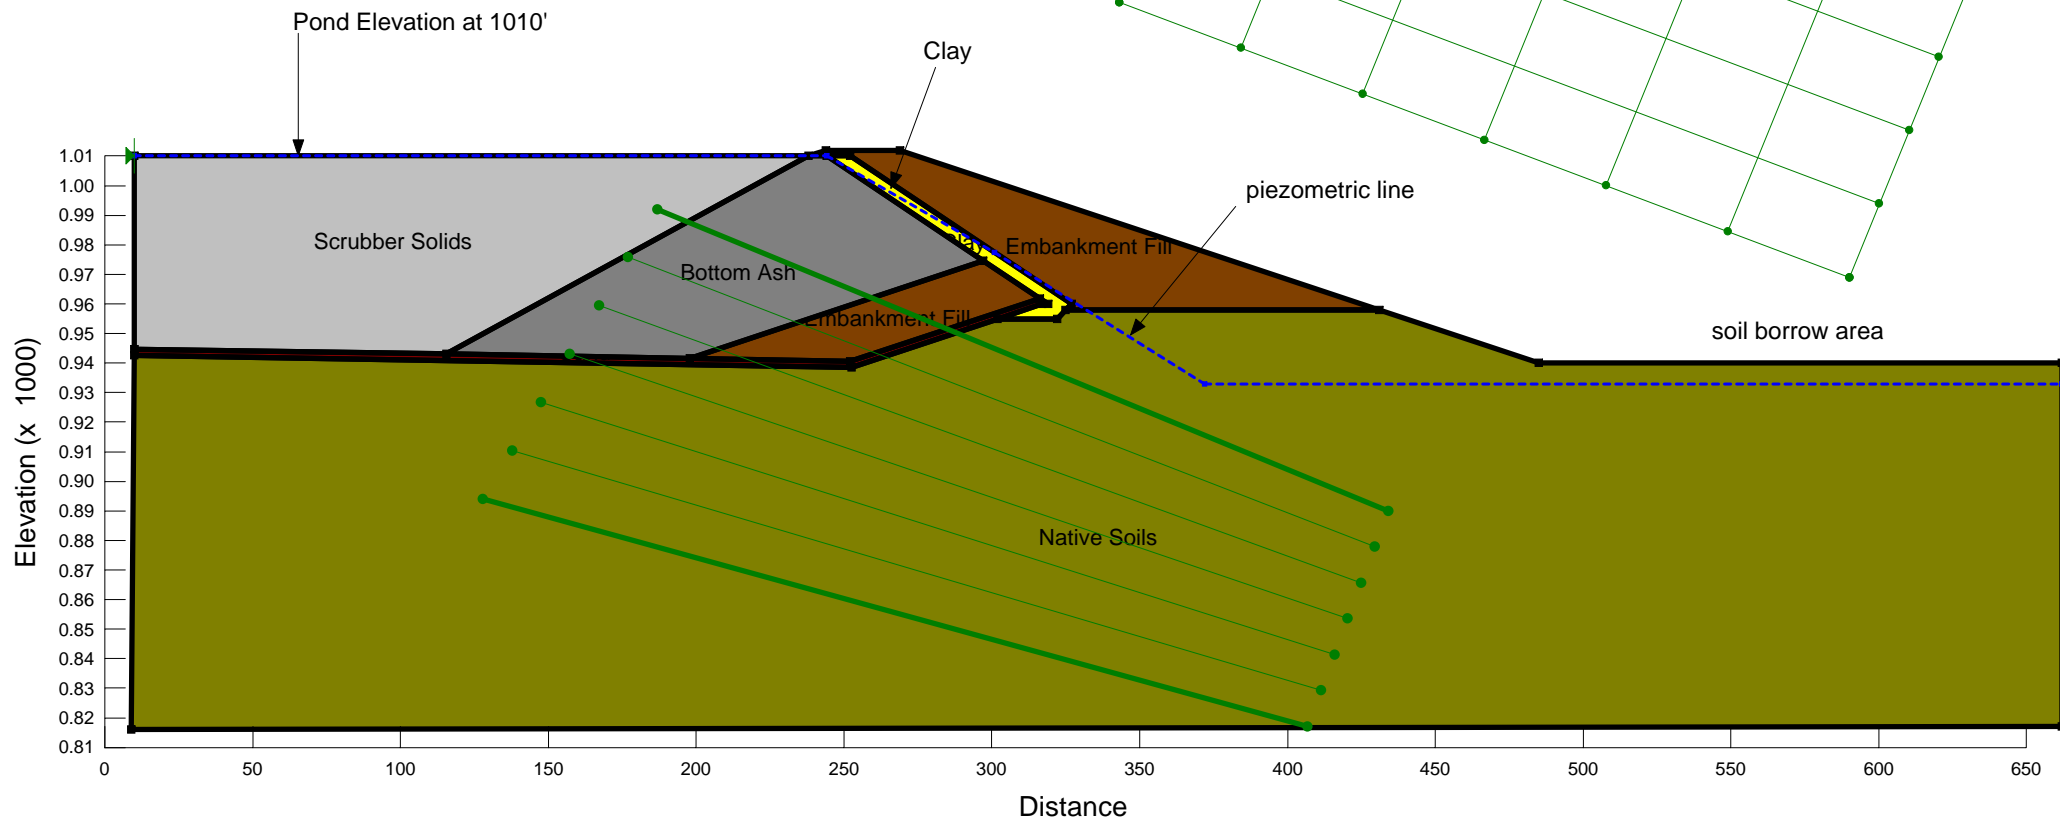 Pond Elevation at 1010'
Clay
piezometric line
Scrubber Solids
Bottom Ash
Embankment Fill
Embankment Fill
soil borrow area
Native Soils
Elevation (x 1000)
1.01
1.00
0.99
0.98
0.97
0.96
0.95
0.94
0.93
0.92
0.91
0.90
0.89
0.88
0.87
0.86
0.85
0.84
0.83
0.82
0.81
0 50 100 150 200 250 300 350 400 450 500 550 600 650
Distance